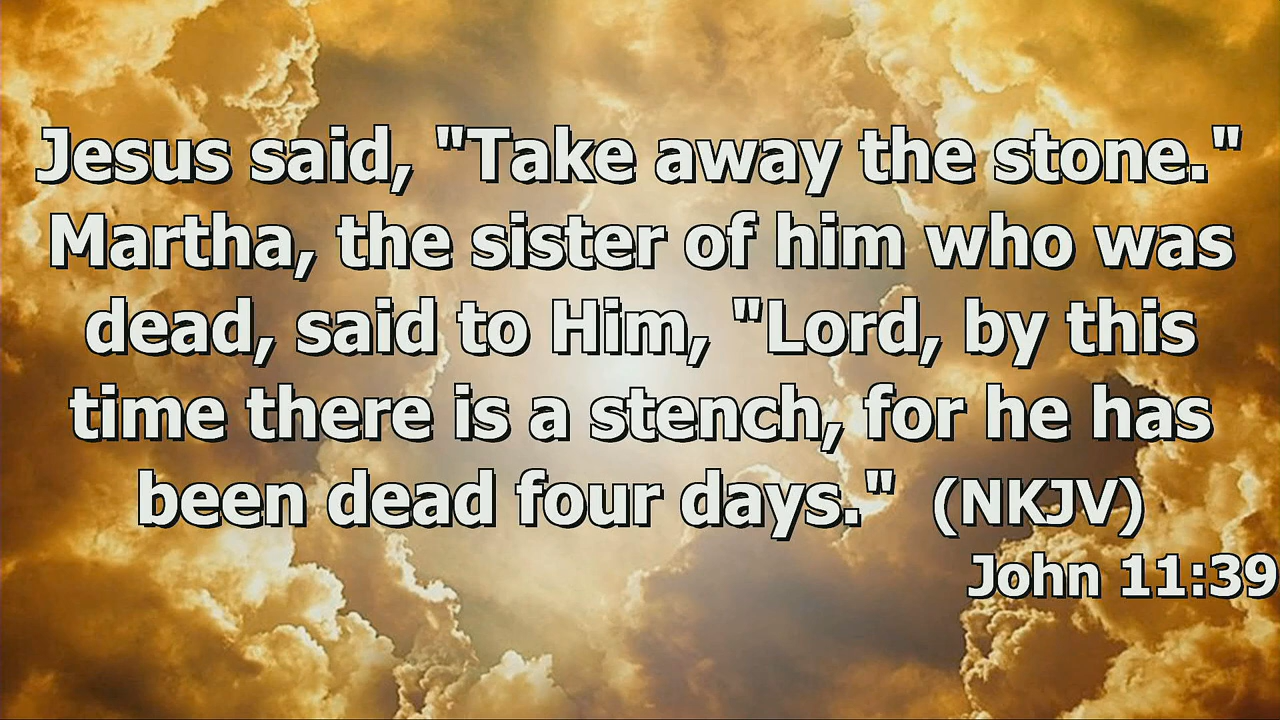 Jesus said, "Take away the stone."
Martha, the sister of him who was
dead, said to Him, "Lord, by this
time there is a stench, for he has
been dead four days."  (NKJV)
John 11:39